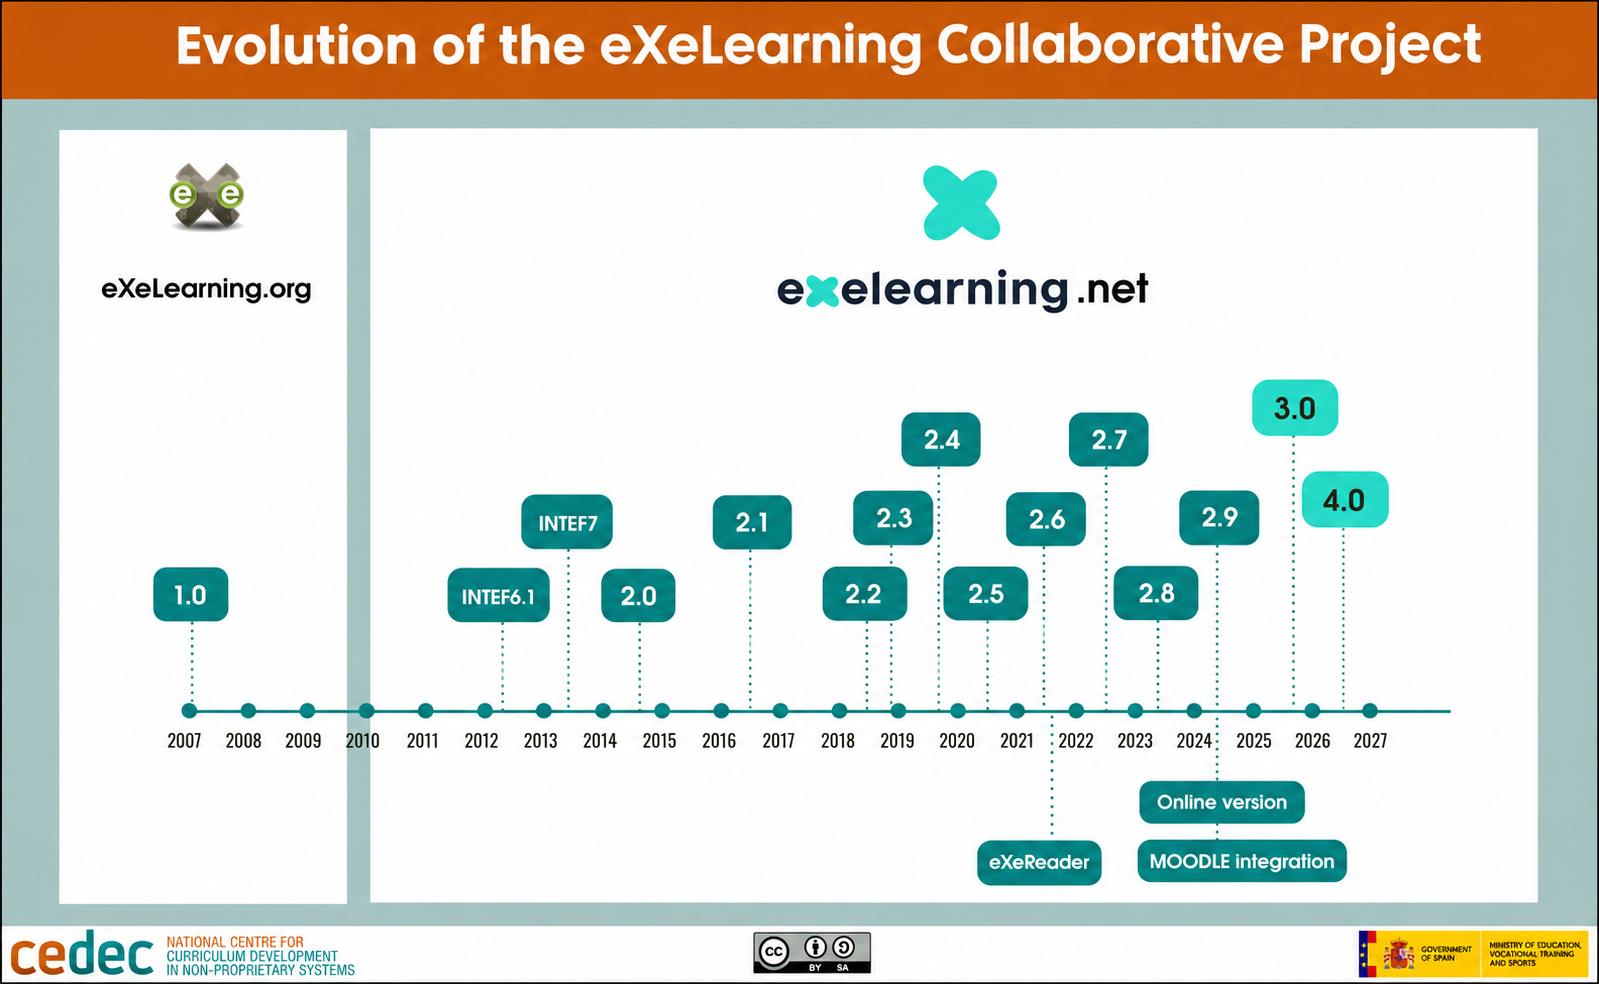 Evolution of the eXeLearning Collaborative Project
e e
eXeLearning.org
exelearning.net
3.0
2.4
2.7
4.0
INTEF7
2.1
2.3
2.6
2.9
1.0
INTEF6.1
2.0
2.2
2.5
2.8
2007 2008 2009 2010 2011 2012 2013 2014 2015 2016 2017 2018 2019 2020 2021 2022 2023 2024 2025 2026 2027
Online version
eXeReader
MOODLE integration
cedec
NATIONAL CENTRE FOR
CURRICULUM DEVELOPMENT
IN NON-PROPRIETARY SYSTEMS
cc
BY SA
GOVERNMENT
OF SPAIN
MINISTRY OF EDUCATION,
VOCATIONAL TRAINING
AND SPORTS